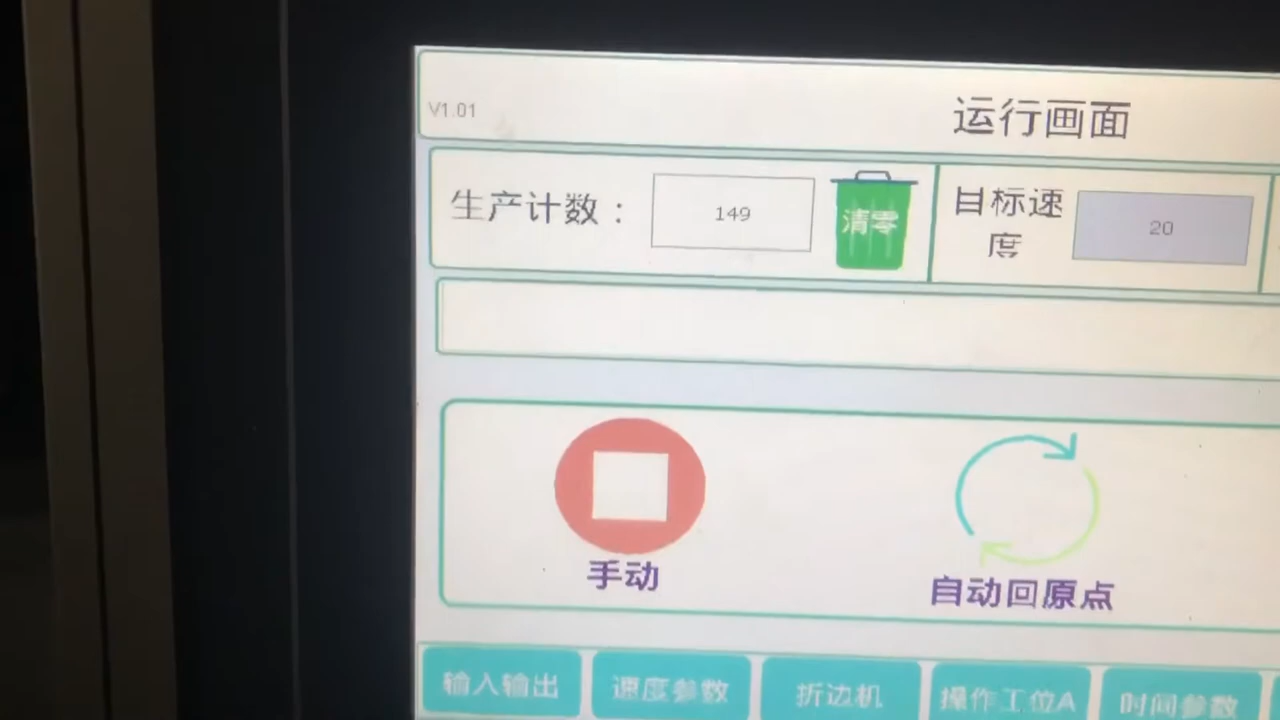 V1.01
运行画面
生产计数：
149
清零
目标速
度
20
手动
自动回原点
输入输出
速度参数
折边机
操作工位A
时间参数